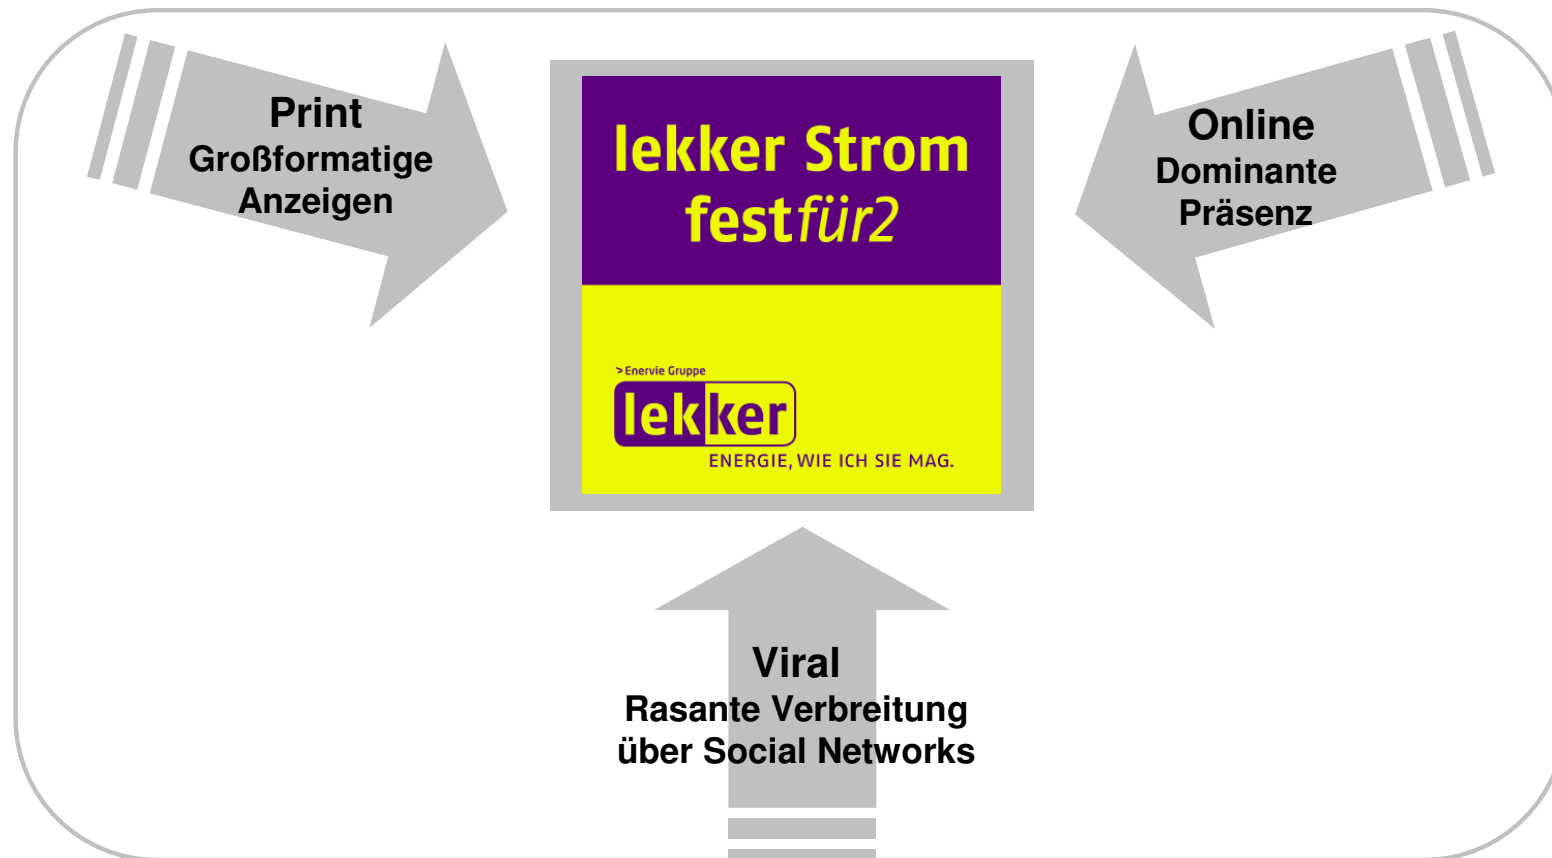 Print
Großformatige
Anzeigen
lekker Strom
festfür2
> Enervie Gruppe
lekker
ENERGIE, WIE ICH SIE MAG.
Online
Dominante
Präsenz
Viral
Rasante Verbreitung
über Social Networks